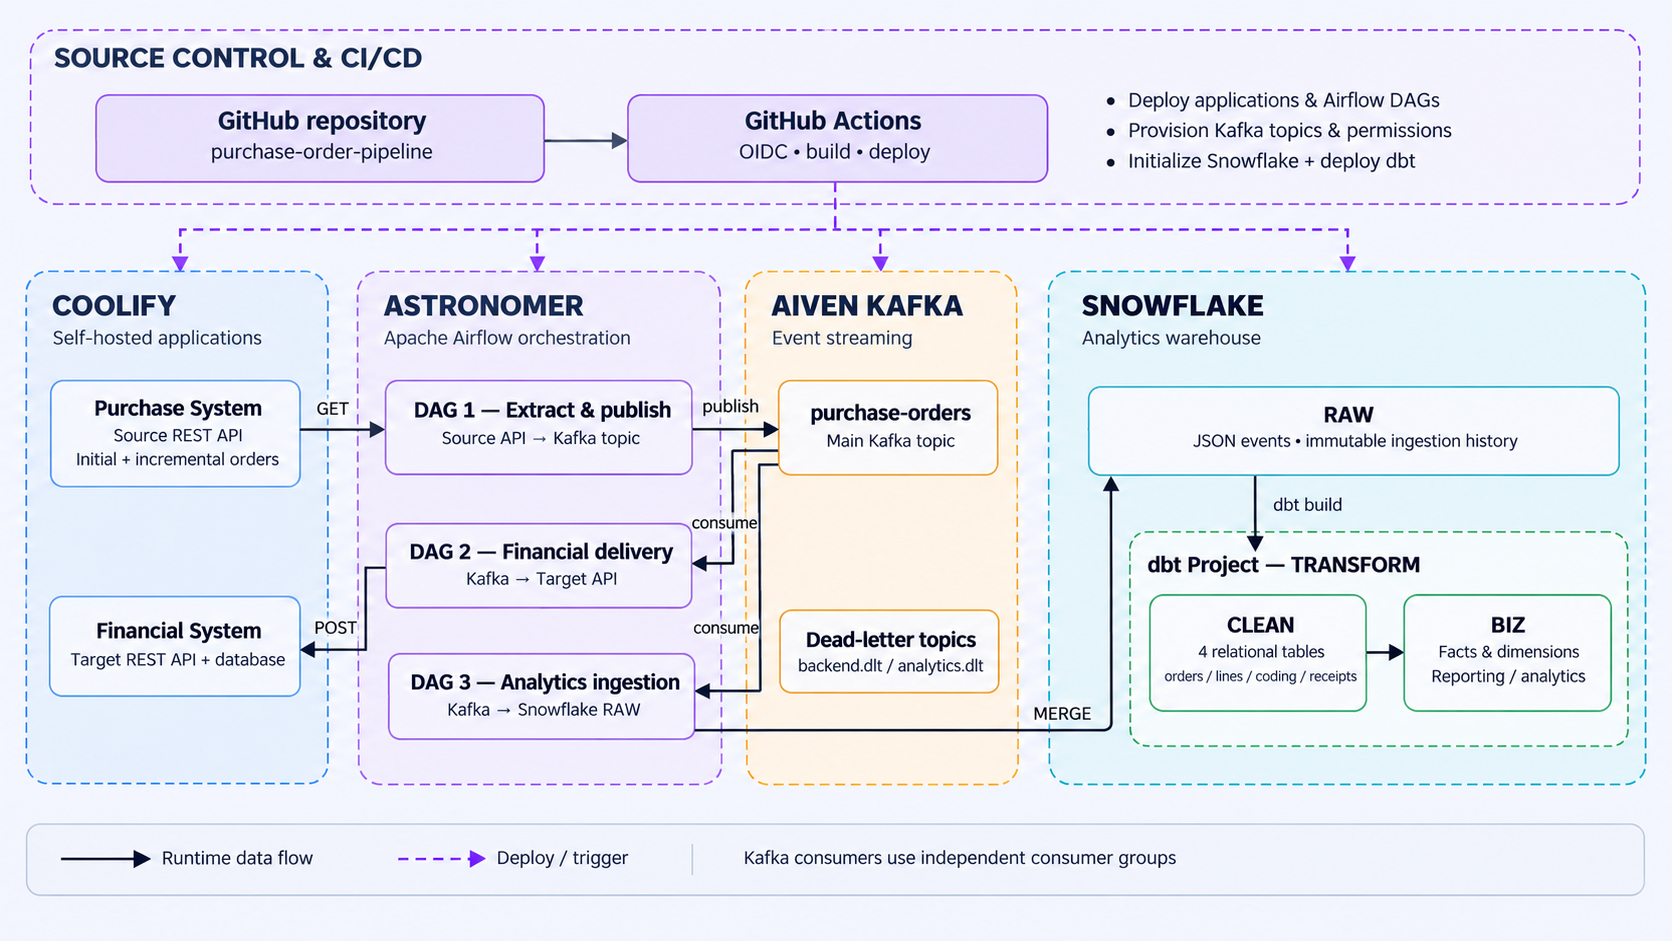 SOURCE CONTROL & CI/CD
GitHub repository
purchase-order-pipeline
GitHub Actions
OIDC • build • deploy
• Deploy applications & Airflow DAGs
• Provision Kafka topics & permissions
• Initialize Snowflake + deploy dbt
COOLIFY
Self-hosted applications
Purchase System
Source REST API
Initial + incremental orders
GET
Financial System
Target REST API + database
POST
ASTRONOMER
Apache Airflow orchestration
DAG 1 — Extract & publish
Source API → Kafka topic
publish
DAG 2 — Financial delivery
Kafka → Target API
consume
DAG 3 — Analytics ingestion
Kafka → Snowflake RAW
consume
AIVEN KAFKA
Event streaming
purchase-orders
Main Kafka topic
Dead-letter topics
backend.dlt / analytics.dlt
MERGE
SNOWFLAKE
Analytics warehouse
RAW
JSON events • immutable ingestion history
dbt build
dbt Project — TRANSFORM
CLEAN
4 relational tables
orders / lines / coding / receipts
BIZ
Facts & dimensions
Reporting / analytics
Runtime data flow
Deploy / trigger
Kafka consumers use independent consumer groups